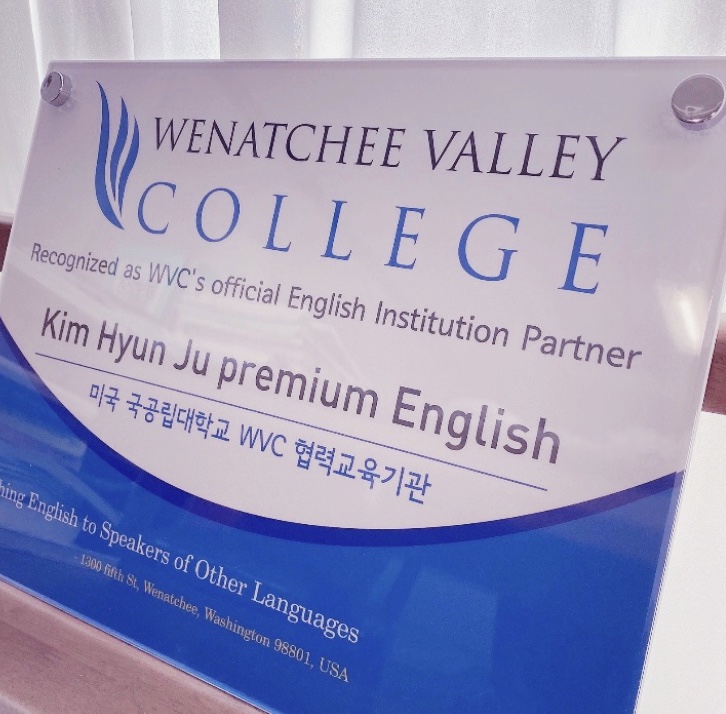 WENATCHEE VALLEY
COLLEGE
Recognized as WVC's official English Institution Partner
Kim Hyun Ju premium English
미국 국공립대학교 WVC 협력교육기관
English to Speakers of Other Languages
- 1300 fifth St, Wenatchee, Washington 98801, USA